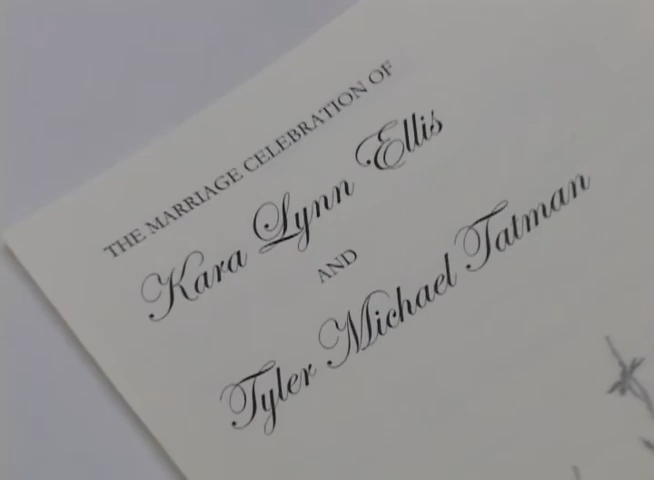 THE MARRIAGE CELEBRATION OF
Kara Lynn Ellis
AND
Tyler Michael Tatman